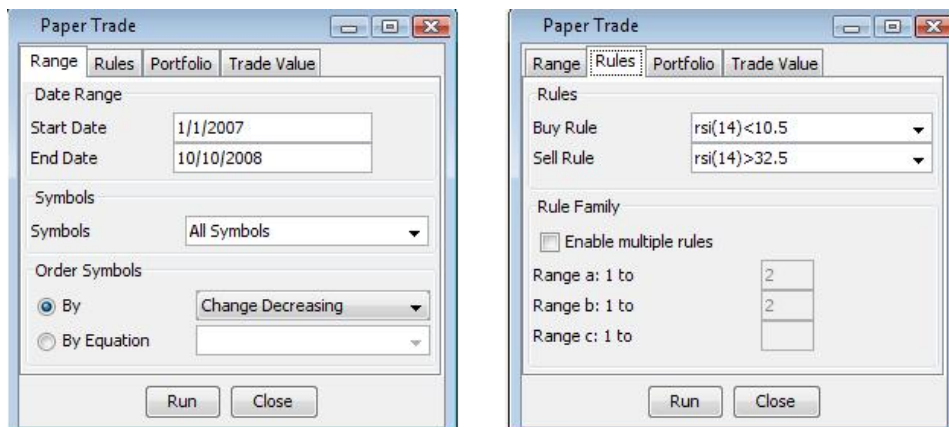 Paper Trade
Range Rules Portfolio Trade Value
Date Range
Start Date 1/1/2007
End Date 10/10/2008
Symbols
Symbols All Symbols
Order Symbols
By Change Decreasing
By Equation
Run Close
Paper Trade
Range Rules Portfolio Trade Value
Rules
Buy Rule rsi(14)<10.5
Sell Rule rsi(14)>32.5
Rule Family
Enable multiple rules
Range a: 1 to 2
Range b: 1 to 2
Range c: 1 to
Run Close